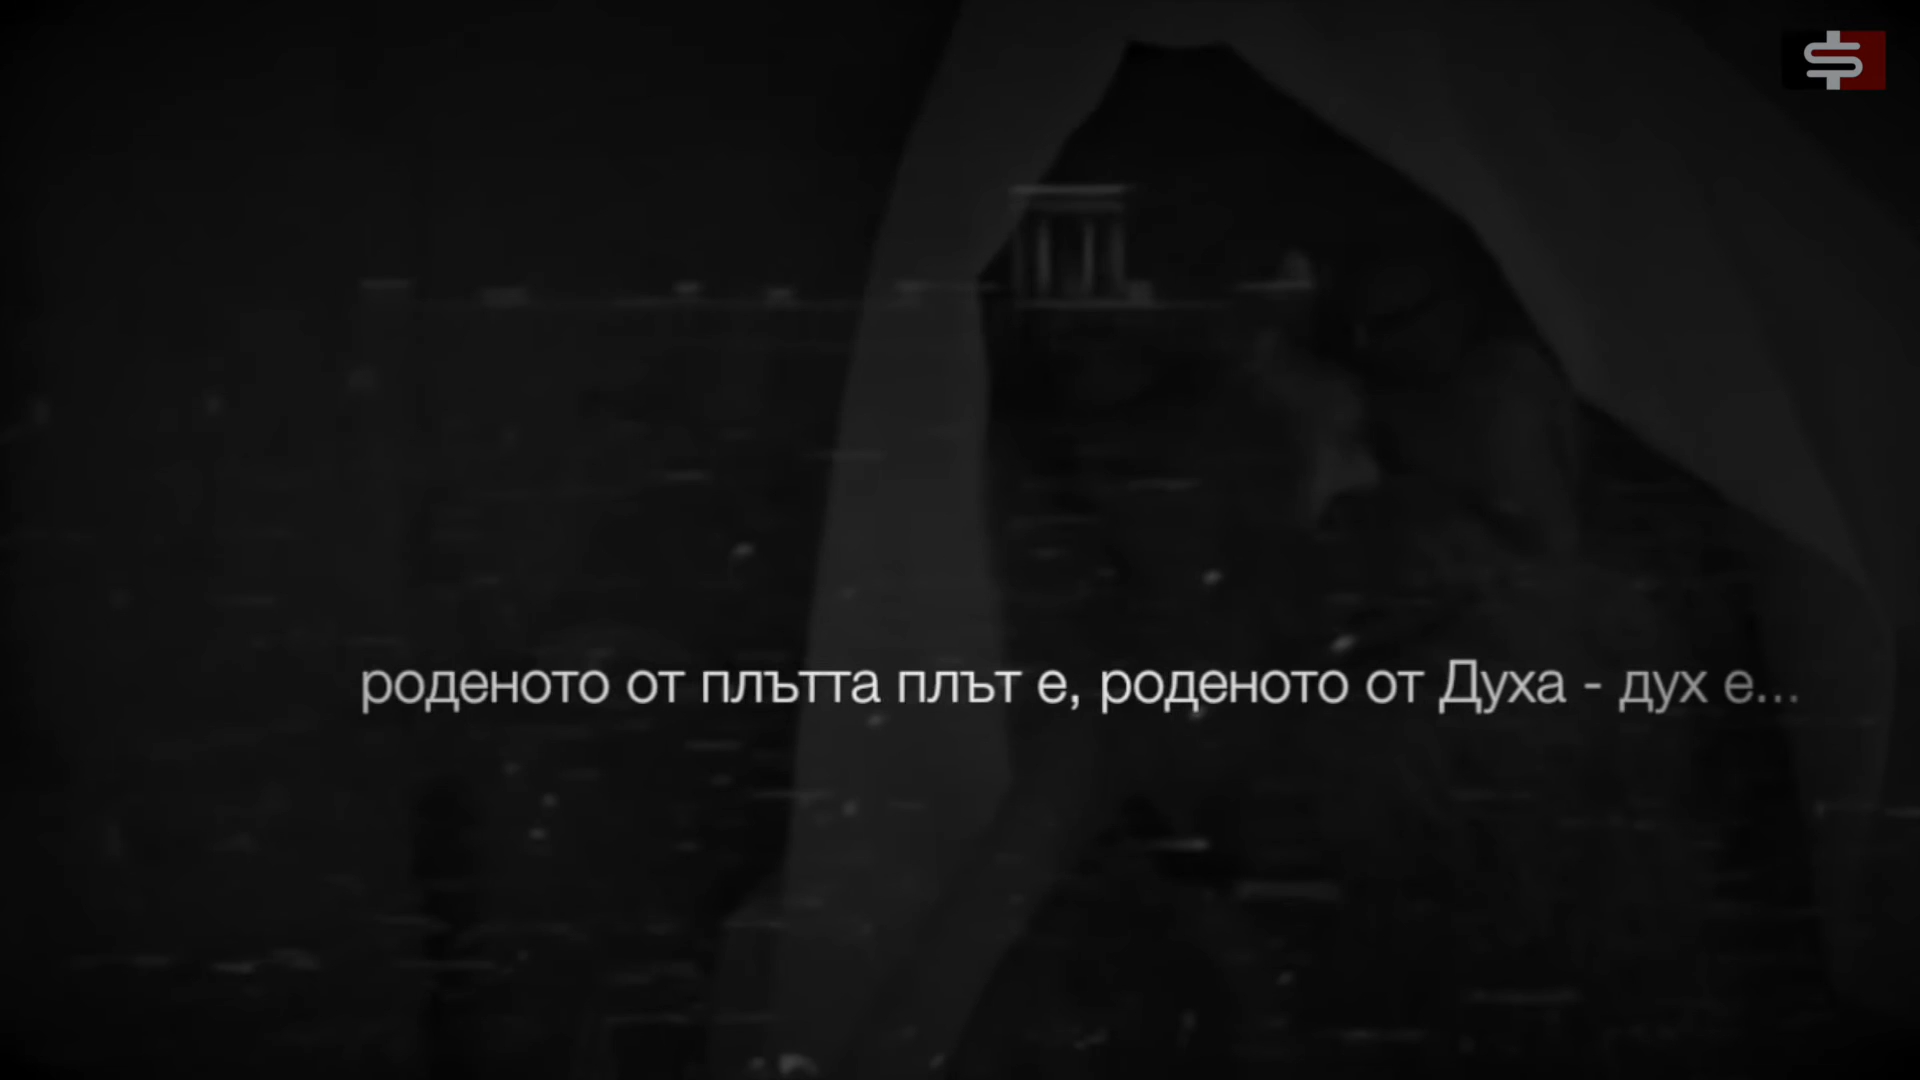 роденото от плътта плът е, роденото от Духа - дух е...